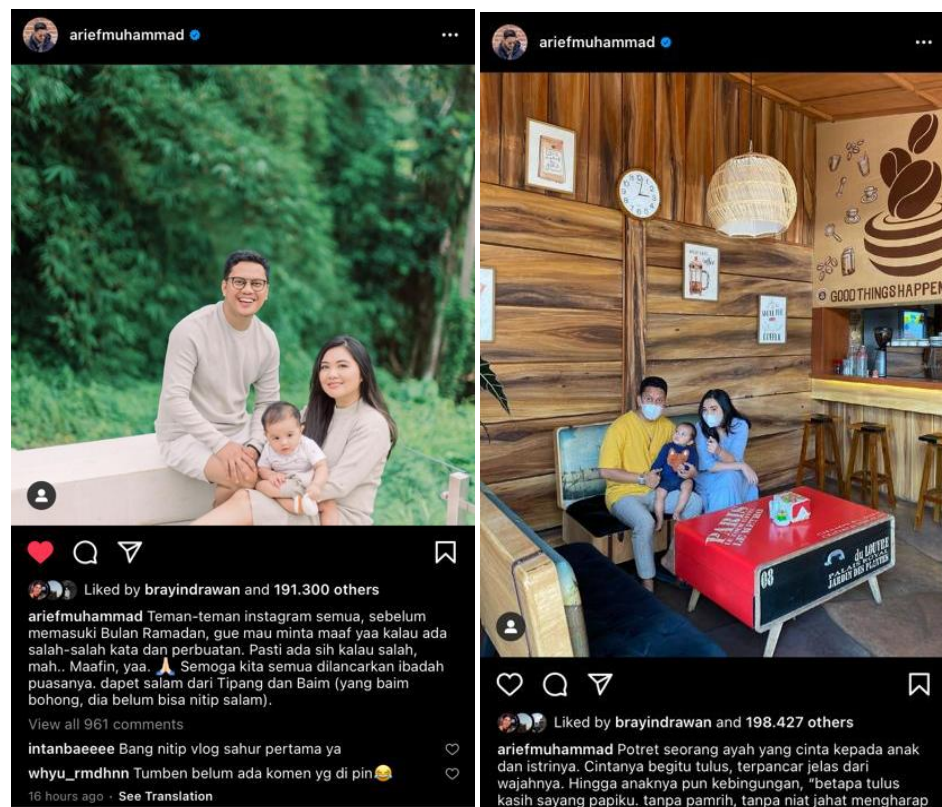 ariefmuhammad
Liked by brayindrawan and 191.300 others
ariefmuhammad Teman-teman instagram semua, sebelum
memasuki Bulan Ramadan, gue mau minta maaf yaa kalau ada
salah-salah kata dan perbuatan. Pasti ada sih kalau salah,
mah.. Maafin, yaa. 🙏🏻 Semoga kita semua dilancarkan ibadah
puasanya. dapet salam dari Tipang dan Baim (yang baim
bohong, dia belum bisa nitip salam).
View all 961 comments
intanbaeeee Bang nitip vlog sahur pertama ya
whyu_rmdhnn Tumben belum ada komen yg di pin😂
16 hours ago · See Translation
ariefmuhammad
GOOD THINGS HAPPEN
PARIS
LE METRO
du LOUVRE
PALAIS ROYAL
JARDIN DES PLANTES
08
Liked by brayindrawan and 198.427 others
ariefmuhammad Potret seorang ayah yang cinta kepada anak
dan istrinya. Cintanya begitu tulus, terpancar jelas dari
wajahnya. Hingga anaknya pun kebingungan, “betapa tulus
kasih sayang papiku. tanpa pamrih, tanpa niat jahat mengharap